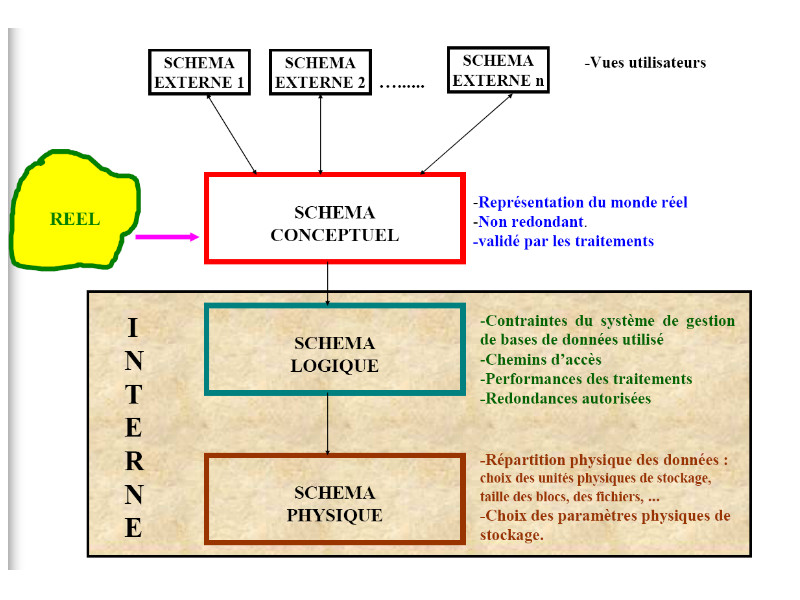 SCHEMA
EXTERNE 1
SCHEMA
EXTERNE 2
...……
SCHEMA
EXTERNE n
-Vues utilisateurs
REEL
SCHEMA
CONCEPTUEL
-Représentation du monde réel
-Non redondant.
-validé par les traitements
I
N
T
E
R
N
E
SCHEMA
LOGIQUE
-Contraintes du système de gestion
de bases de données utilisé
-Chemins d'accès
-Performances des traitements
-Redondances autorisées
SCHEMA
PHYSIQUE
-Répartition physique des données :
choix des unités physiques de stockage,
taille des blocs, des fichiers, ...
-Choix des paramètres physiques de
stockage.